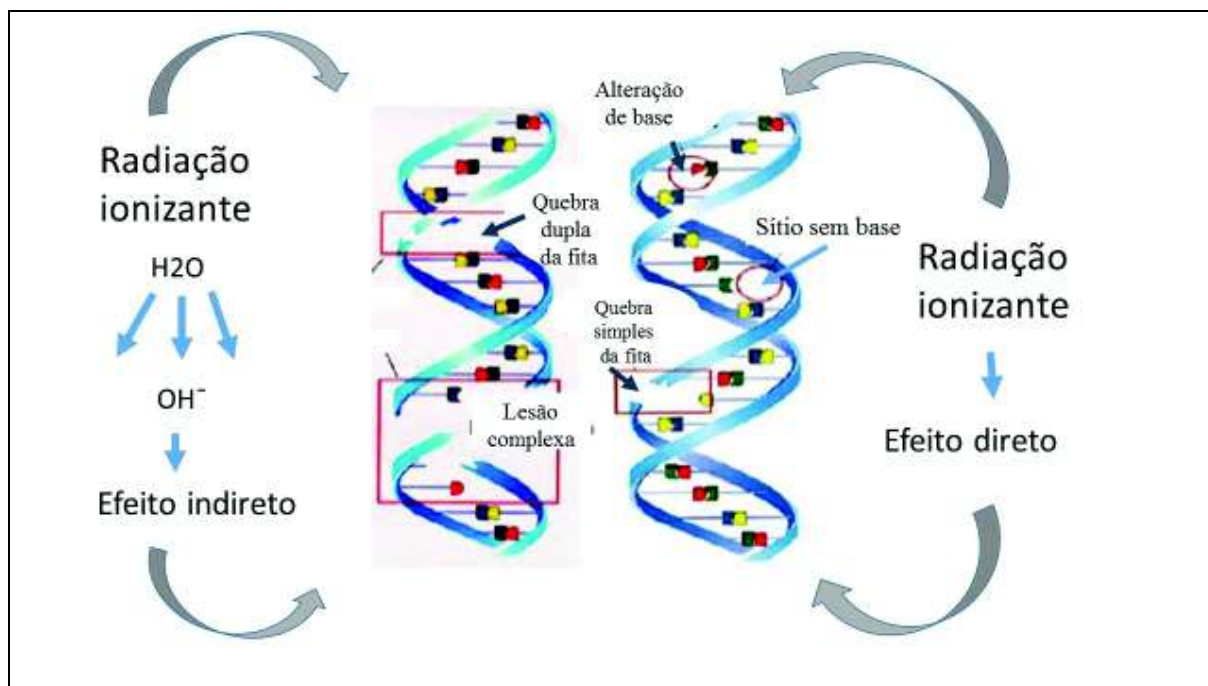 Radiação
ionizante
H2O
OH⁻
Efeito indireto
Quebra
dupla
da fita
Lesão
complexa
Alteração
de base
Sítio sem base
Quebra
simples
da fita
Radiação
ionizante
Efeito direto